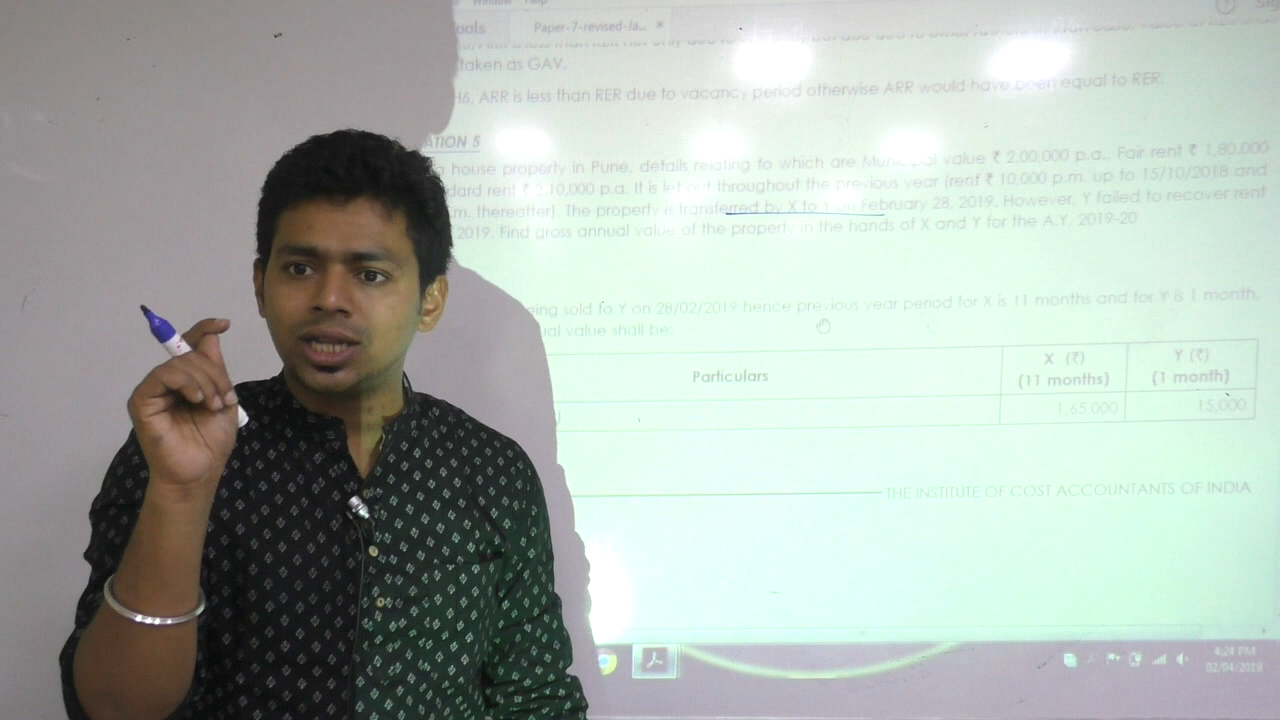 Window Help
ools Paper-7-revised-Ja... ×
taken as GAV.
16, ARR is less than RER due to vacancy period otherwise ARR would have been equal to RER.
ATION 5
house property in Pune, details relating to which are Municipal value ₹ 2,00,000 p.a., Fair rent ₹ 1,80,000
dard rent ₹ 2,10,000 p.a. It is let out throughout the previous year (rent ₹ 10,000 p.m. up to 15/10/2018 and
.m. thereafter). The property is transferred by X to Y on February 28, 2019. However, Y failed to recover rent
2019. Find gross annual value of the property in the hands of X and Y for the A.Y. 2019-20
ing sold to Y on 28/02/2019 hence previous year period for X is 11 months and for Y is 1 month,
ual value shall be:
Particulars X (₹) (11 months) Y (₹) (1 month)
) 1,65,000 15,000
THE INSTITUTE OF COST ACCOUNTANTS OF INDIA
4:24 PM
02/04/2019